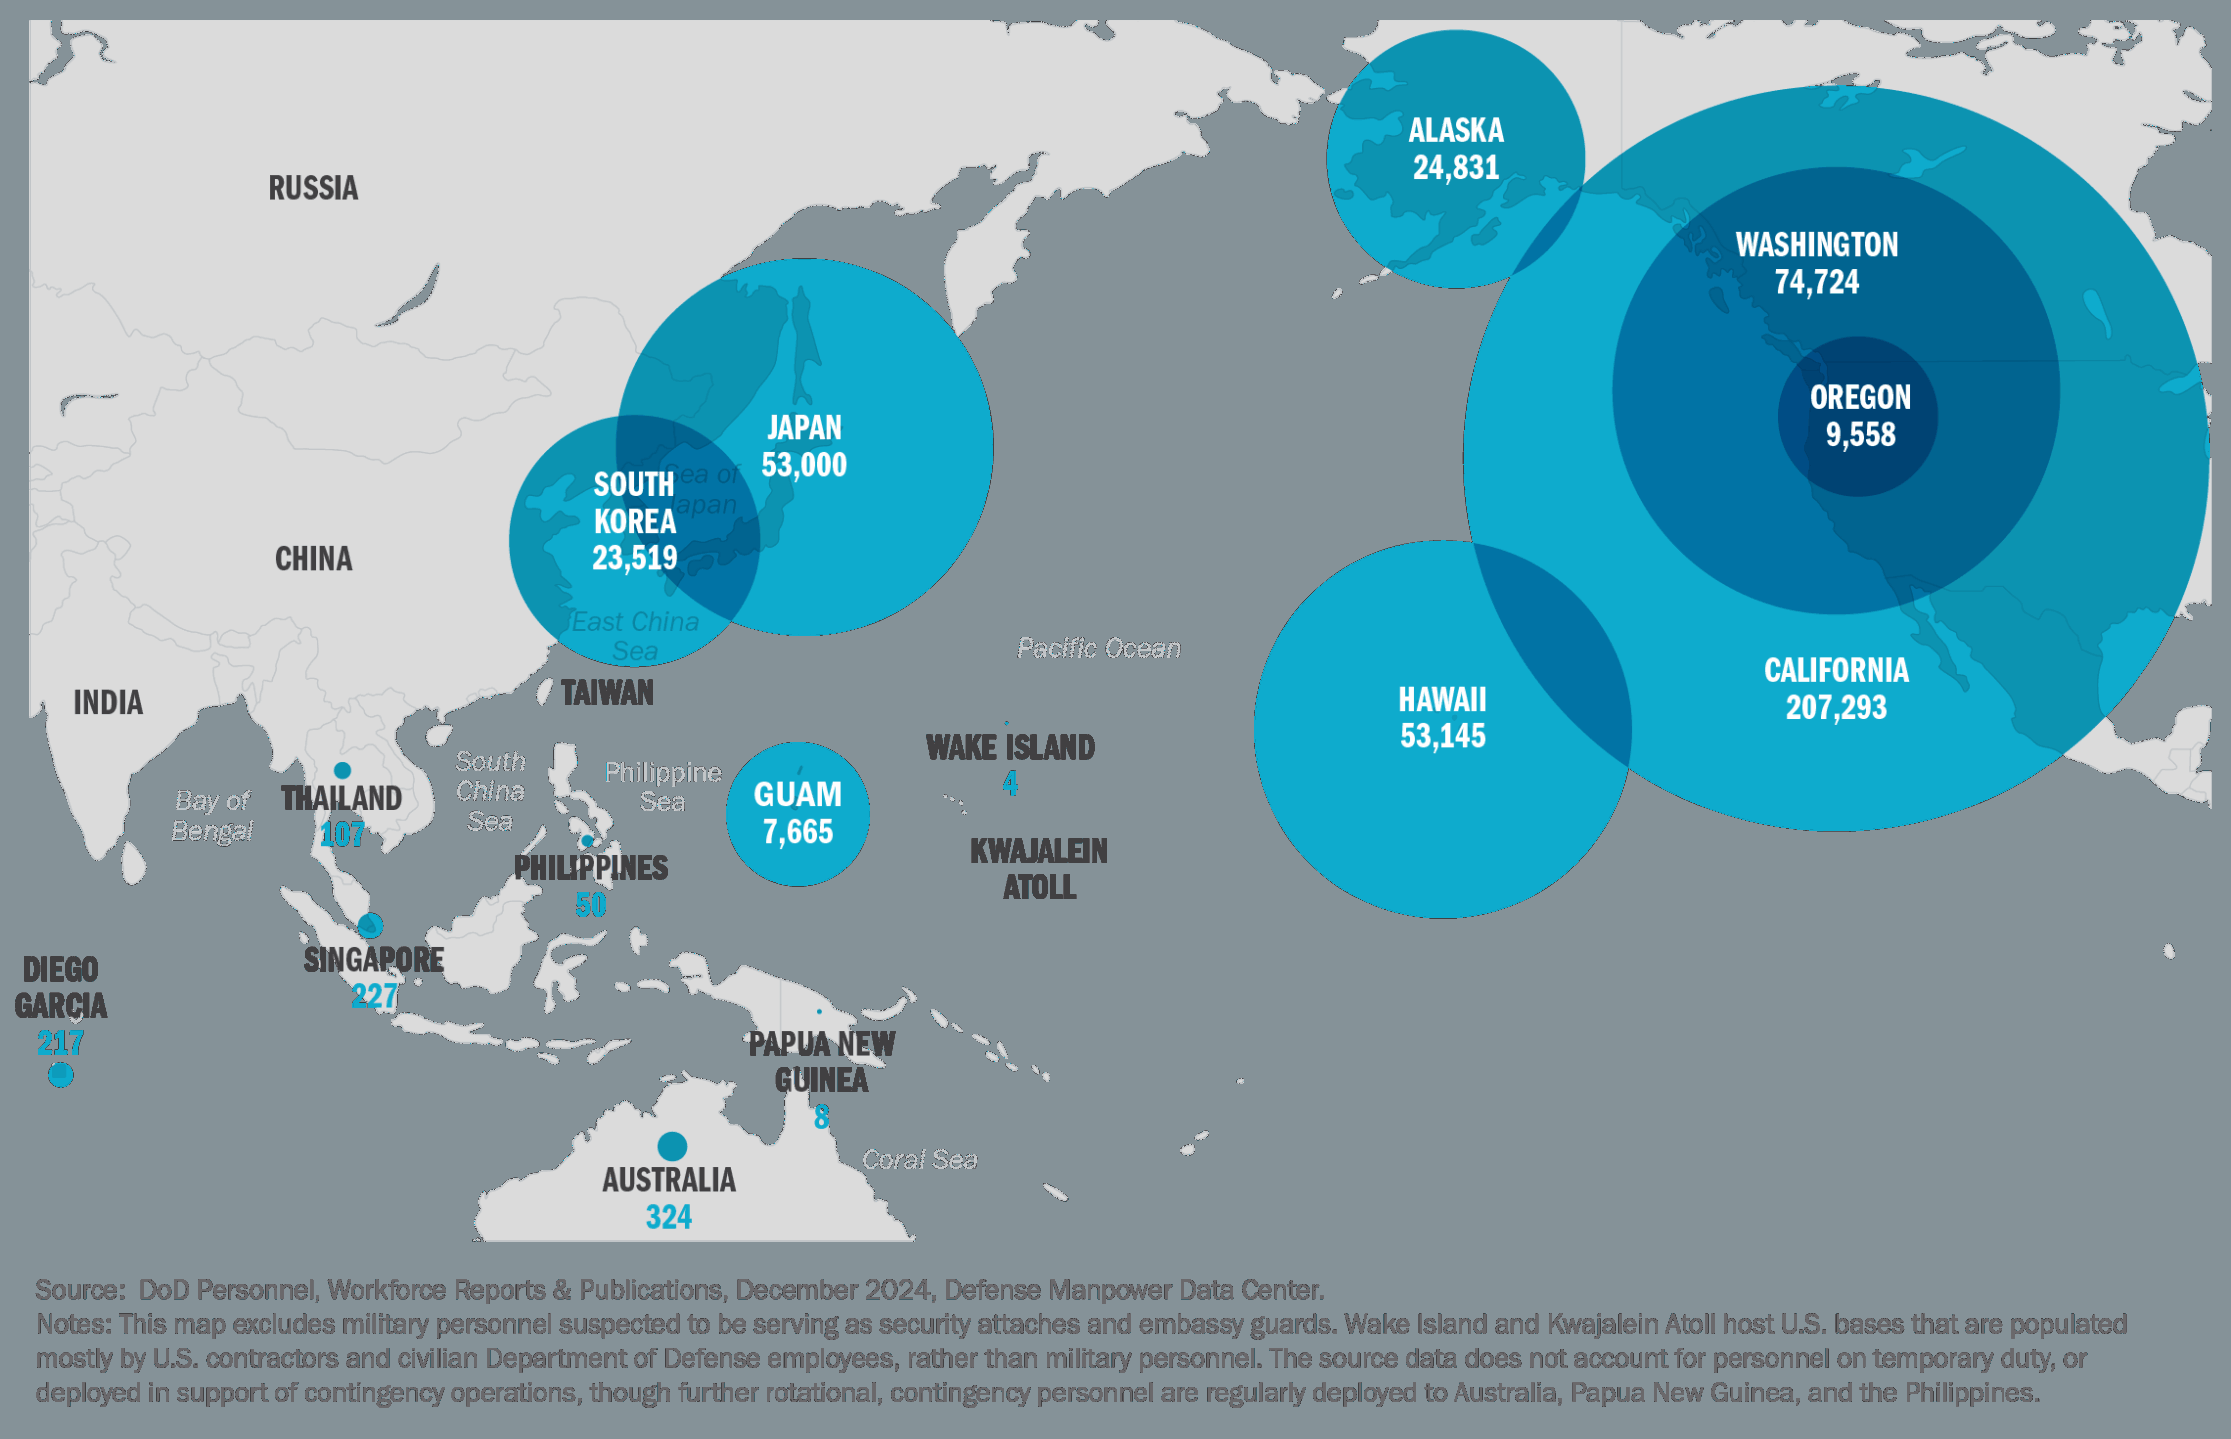 ALASKA
24,831
RUSSIA
WASHINGTON
74,724
OREGON
9,558
JAPAN
53,000
Sea of
Japan
SOUTH
KOREA
23,519
CHINA
East China
Sea
Pacific Ocean
CALIFORNIA
207,293
INDIA
TAIWAN
HAWAII
53,145
WAKE ISLAND
4
South
China
Sea
Philippine
Sea
GUAM
7,665
Bay of
Bengal
THAILAND
107
KWAJALEIN
ATOLL
PHILIPPINES
50
SINGAPORE
227
DIEGO
GARCIA
217
PAPUA NEW
GUINEA
8
Coral Sea
AUSTRALIA
324
Source:  DoD Personnel, Workforce Reports & Publications, December 2024, Defense Manpower Data Center.
Notes: This map excludes military personnel suspected to be serving as security attaches and embassy guards. Wake Island and Kwajalein Atoll host U.S. bases that are populated
mostly by U.S. contractors and civilian Department of Defense employees, rather than military personnel. The source data does not account for personnel on temporary duty, or
deployed in support of contingency operations, though further rotational, contingency personnel are regularly deployed to Australia, Papua New Guinea, and the Philippines.